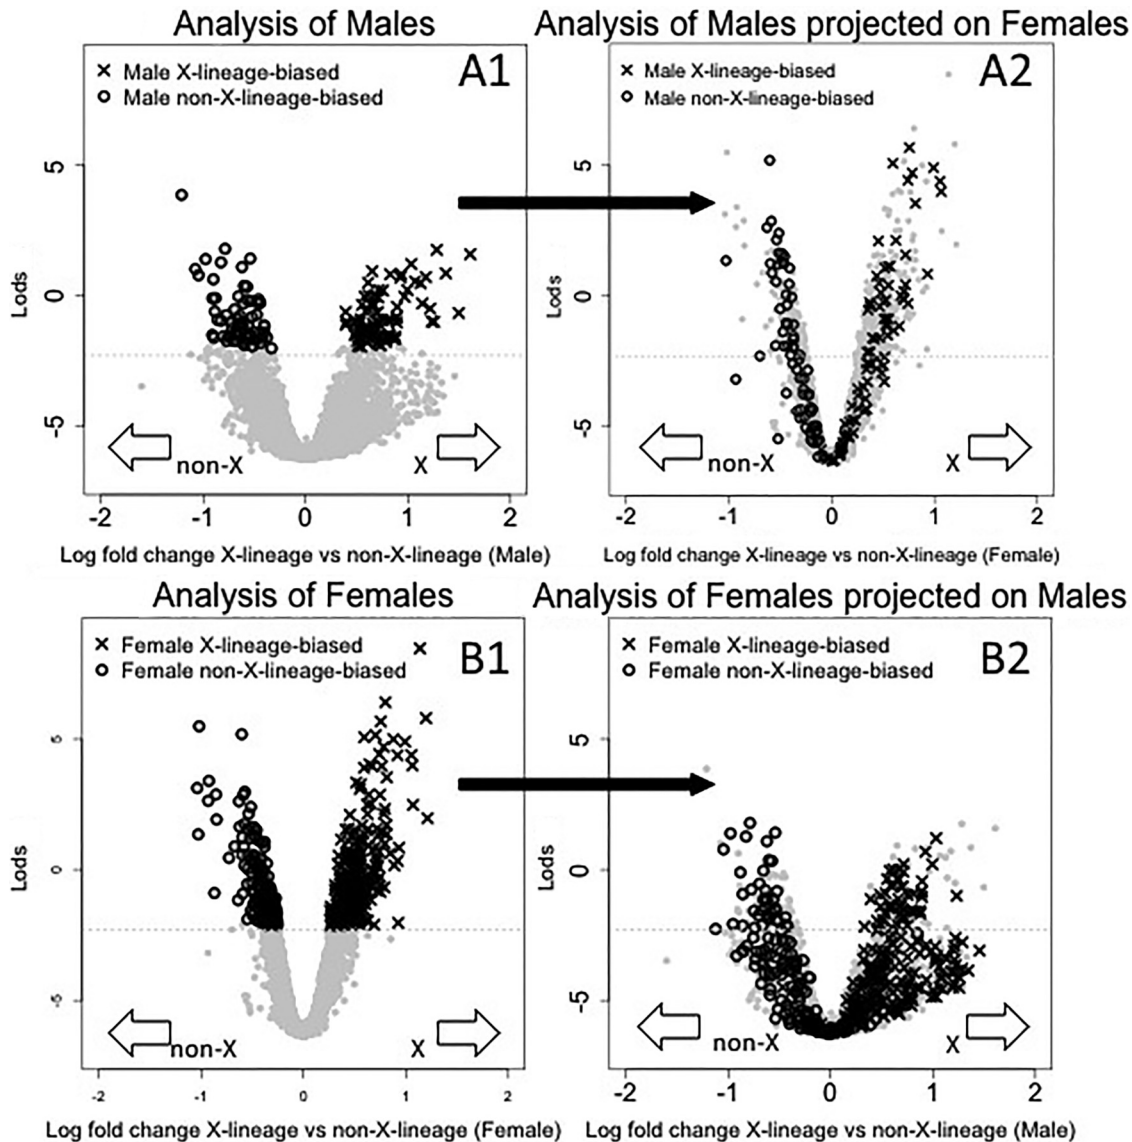 Analysis of Males
A1
× Male X-lineage-biased
o Male non-X-lineage-biased
5
0
-5
Lods
non-X
X
-2 -1 0 1 2
Log fold change X-lineage vs non-X-lineage (Male)
Analysis of Males projected on Females
A2
× Male X-lineage-biased
o Male non-X-lineage-biased
5
0
-5
Lods
non-X
X
-2 -1 0 1 2
Log fold change X-lineage vs non-X-lineage (Female)
Analysis of Females
B1
× Female X-lineage-biased
o Female non-X-lineage-biased
5
0
-5
Lods
non-X
X
-2 -1 0 1 2
Log fold change X-lineage vs non-X-lineage (Female)
Analysis of Females projected on Males
B2
× Female X-lineage-biased
o Female non-X-lineage-biased
5
0
-5
Lods
non-X
X
-2 -1 0 1 2
Log fold change X-lineage vs non-X-lineage (Male)